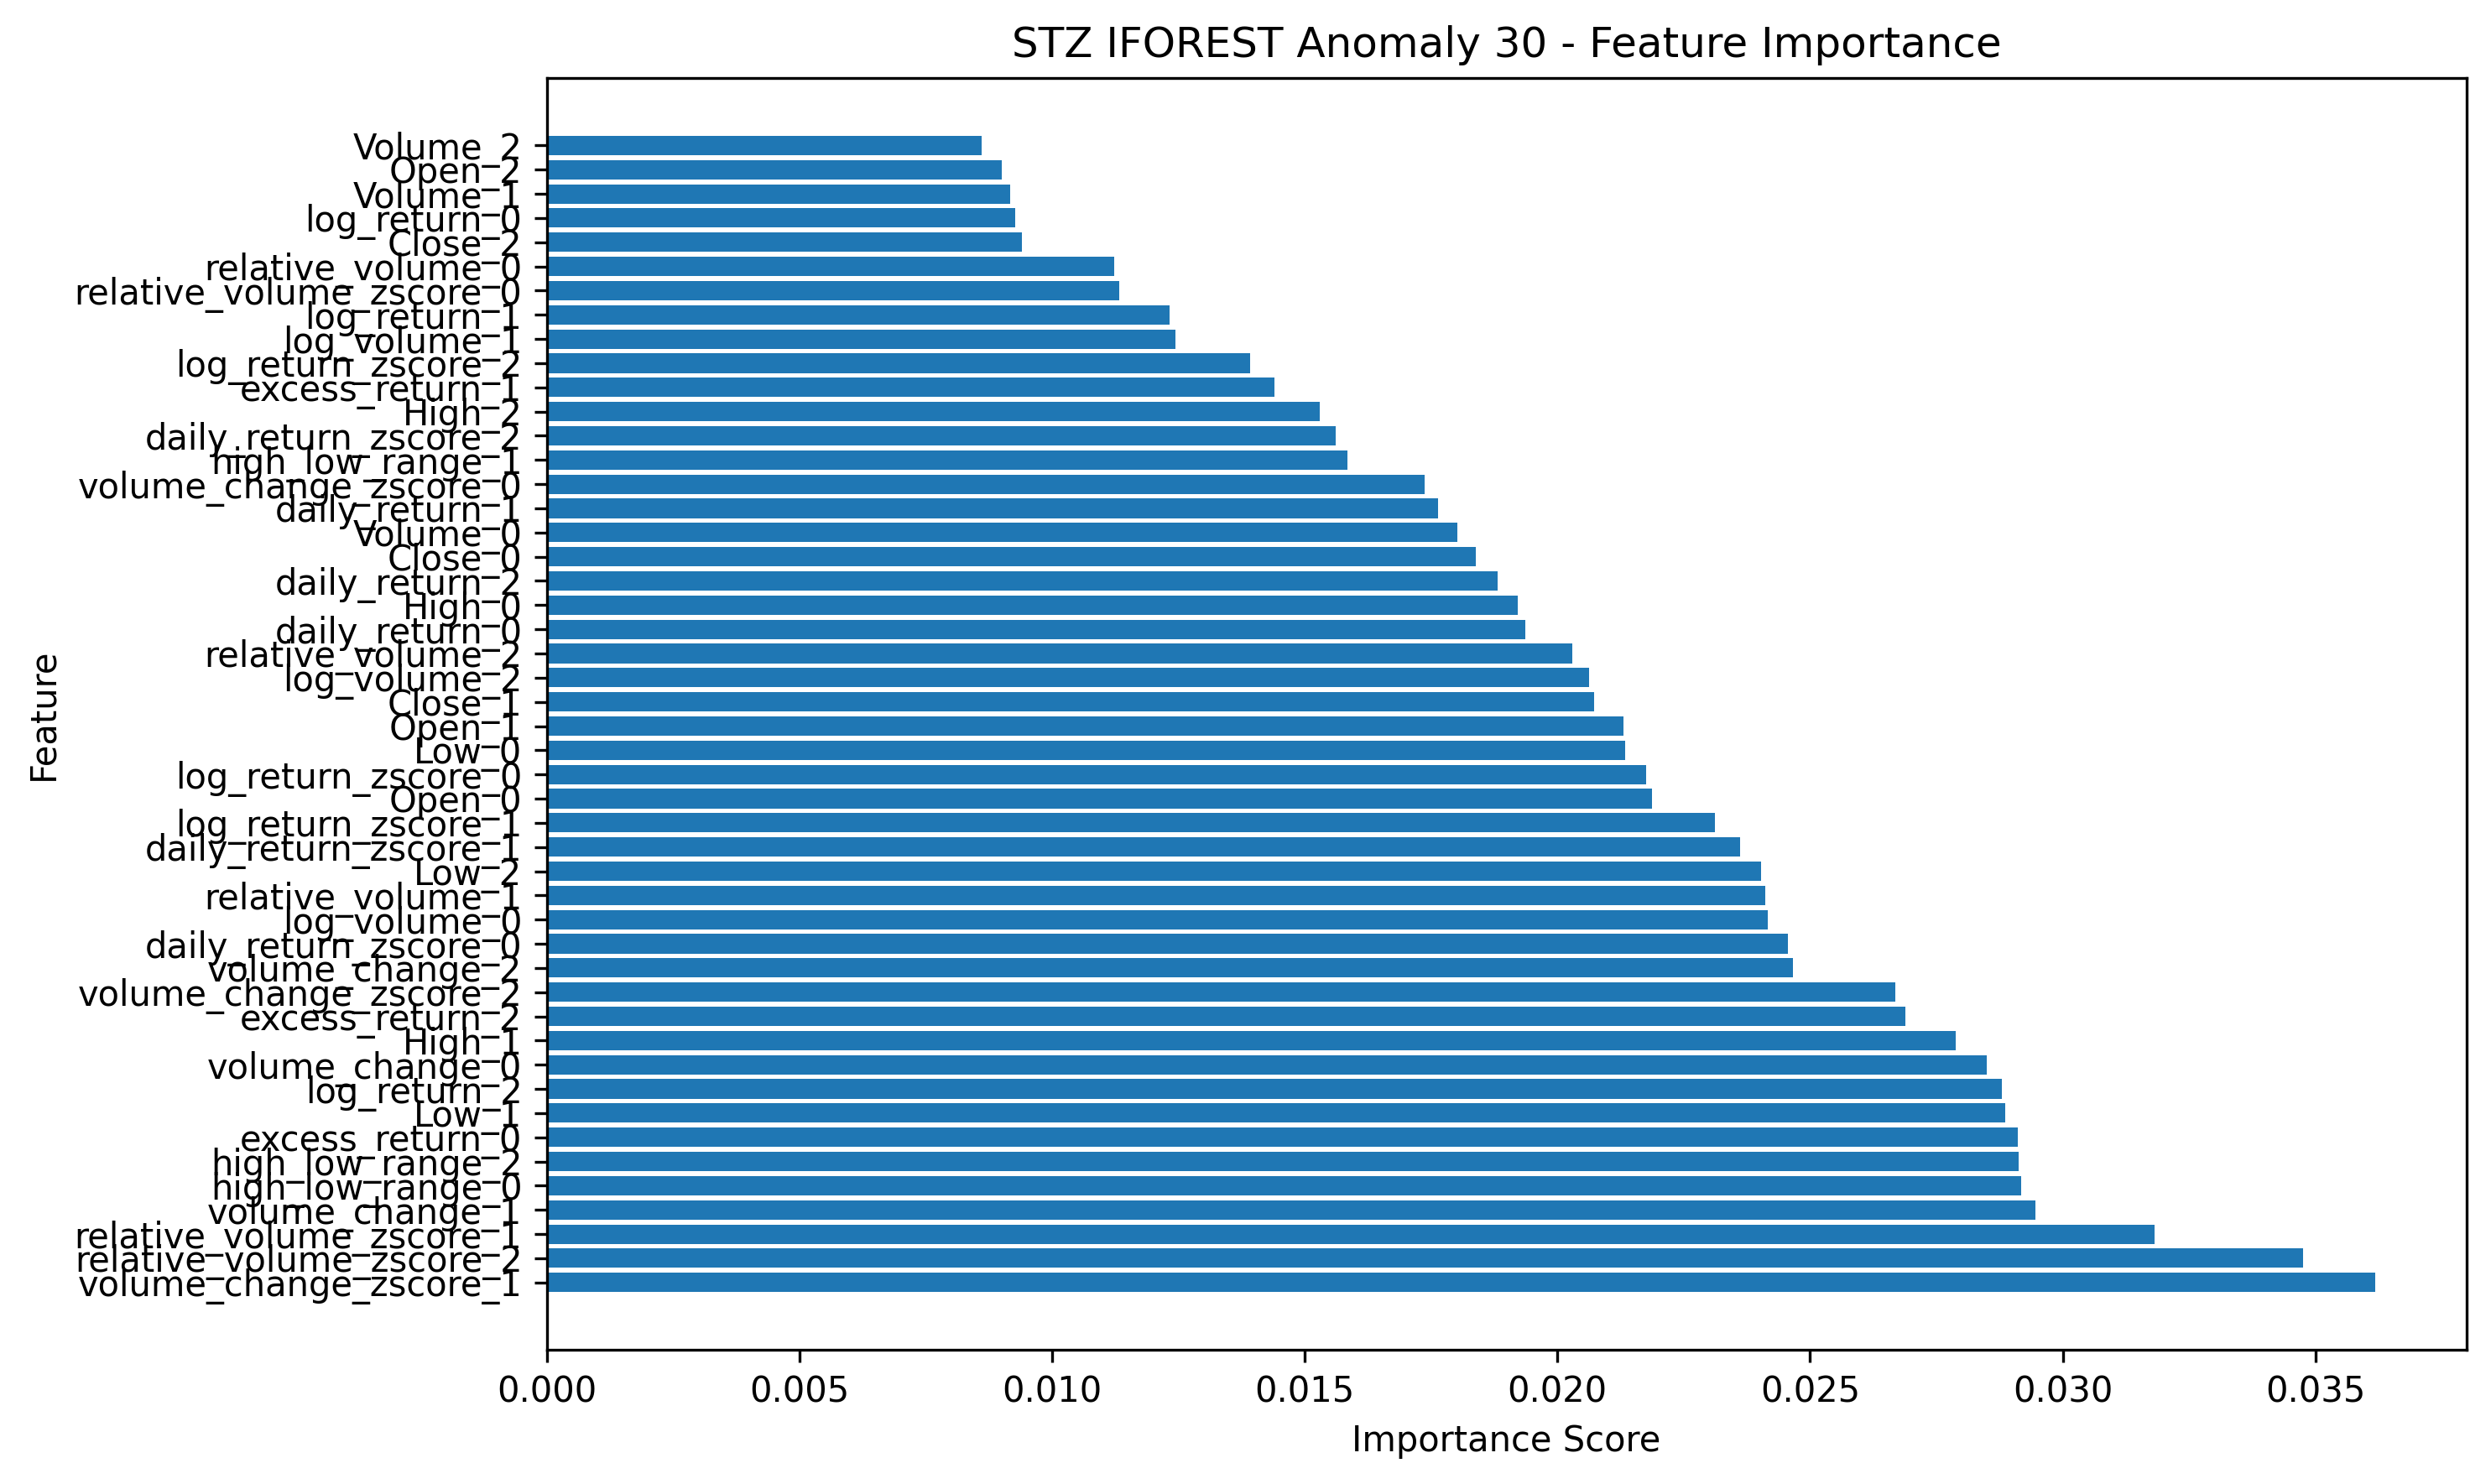 STZ IFOREST Anomaly 30 - Feature Importance
Volume_2
Open_2
Volume_1
log_return_0
Close_2
relative_volume_0
relative_volume_zscore_0
log_return_1
log_volume_1
log_return_zscore_2
excess_return_1
High_2
daily_return_zscore_2
high_low_range_1
volume_change_zscore_0
daily_return_1
Volume_0
Close_0
daily_return_2
High_0
daily_return_0
relative_volume_2
log_volume_2
Close_1
Open_1
Low_0
log_return_zscore_0
Open_0
log_return_zscore_1
daily_return_zscore_1
Low_2
relative_volume_1
log_volume_0
daily_return_zscore_0
volume_change_2
volume_change_zscore_2
excess_return_2
High_1
volume_change_0
log_return_2
Low_1
excess_return_0
high_low_range_2
high_low_range_0
volume_change_1
relative_volume_zscore_1
relative_volume_zscore_2
volume_change_zscore_1
Feature
0.000 0.005 0.010 0.015 0.020 0.025 0.030 0.035
Importance Score